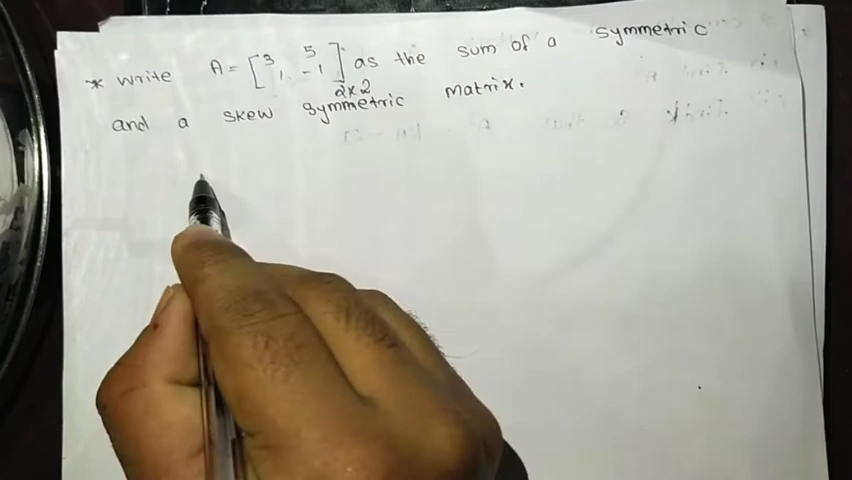 * Write A = [ 3 5 1 -1 ] 2x2 as the sum of a symmetric
and a skew symmetric matrix.